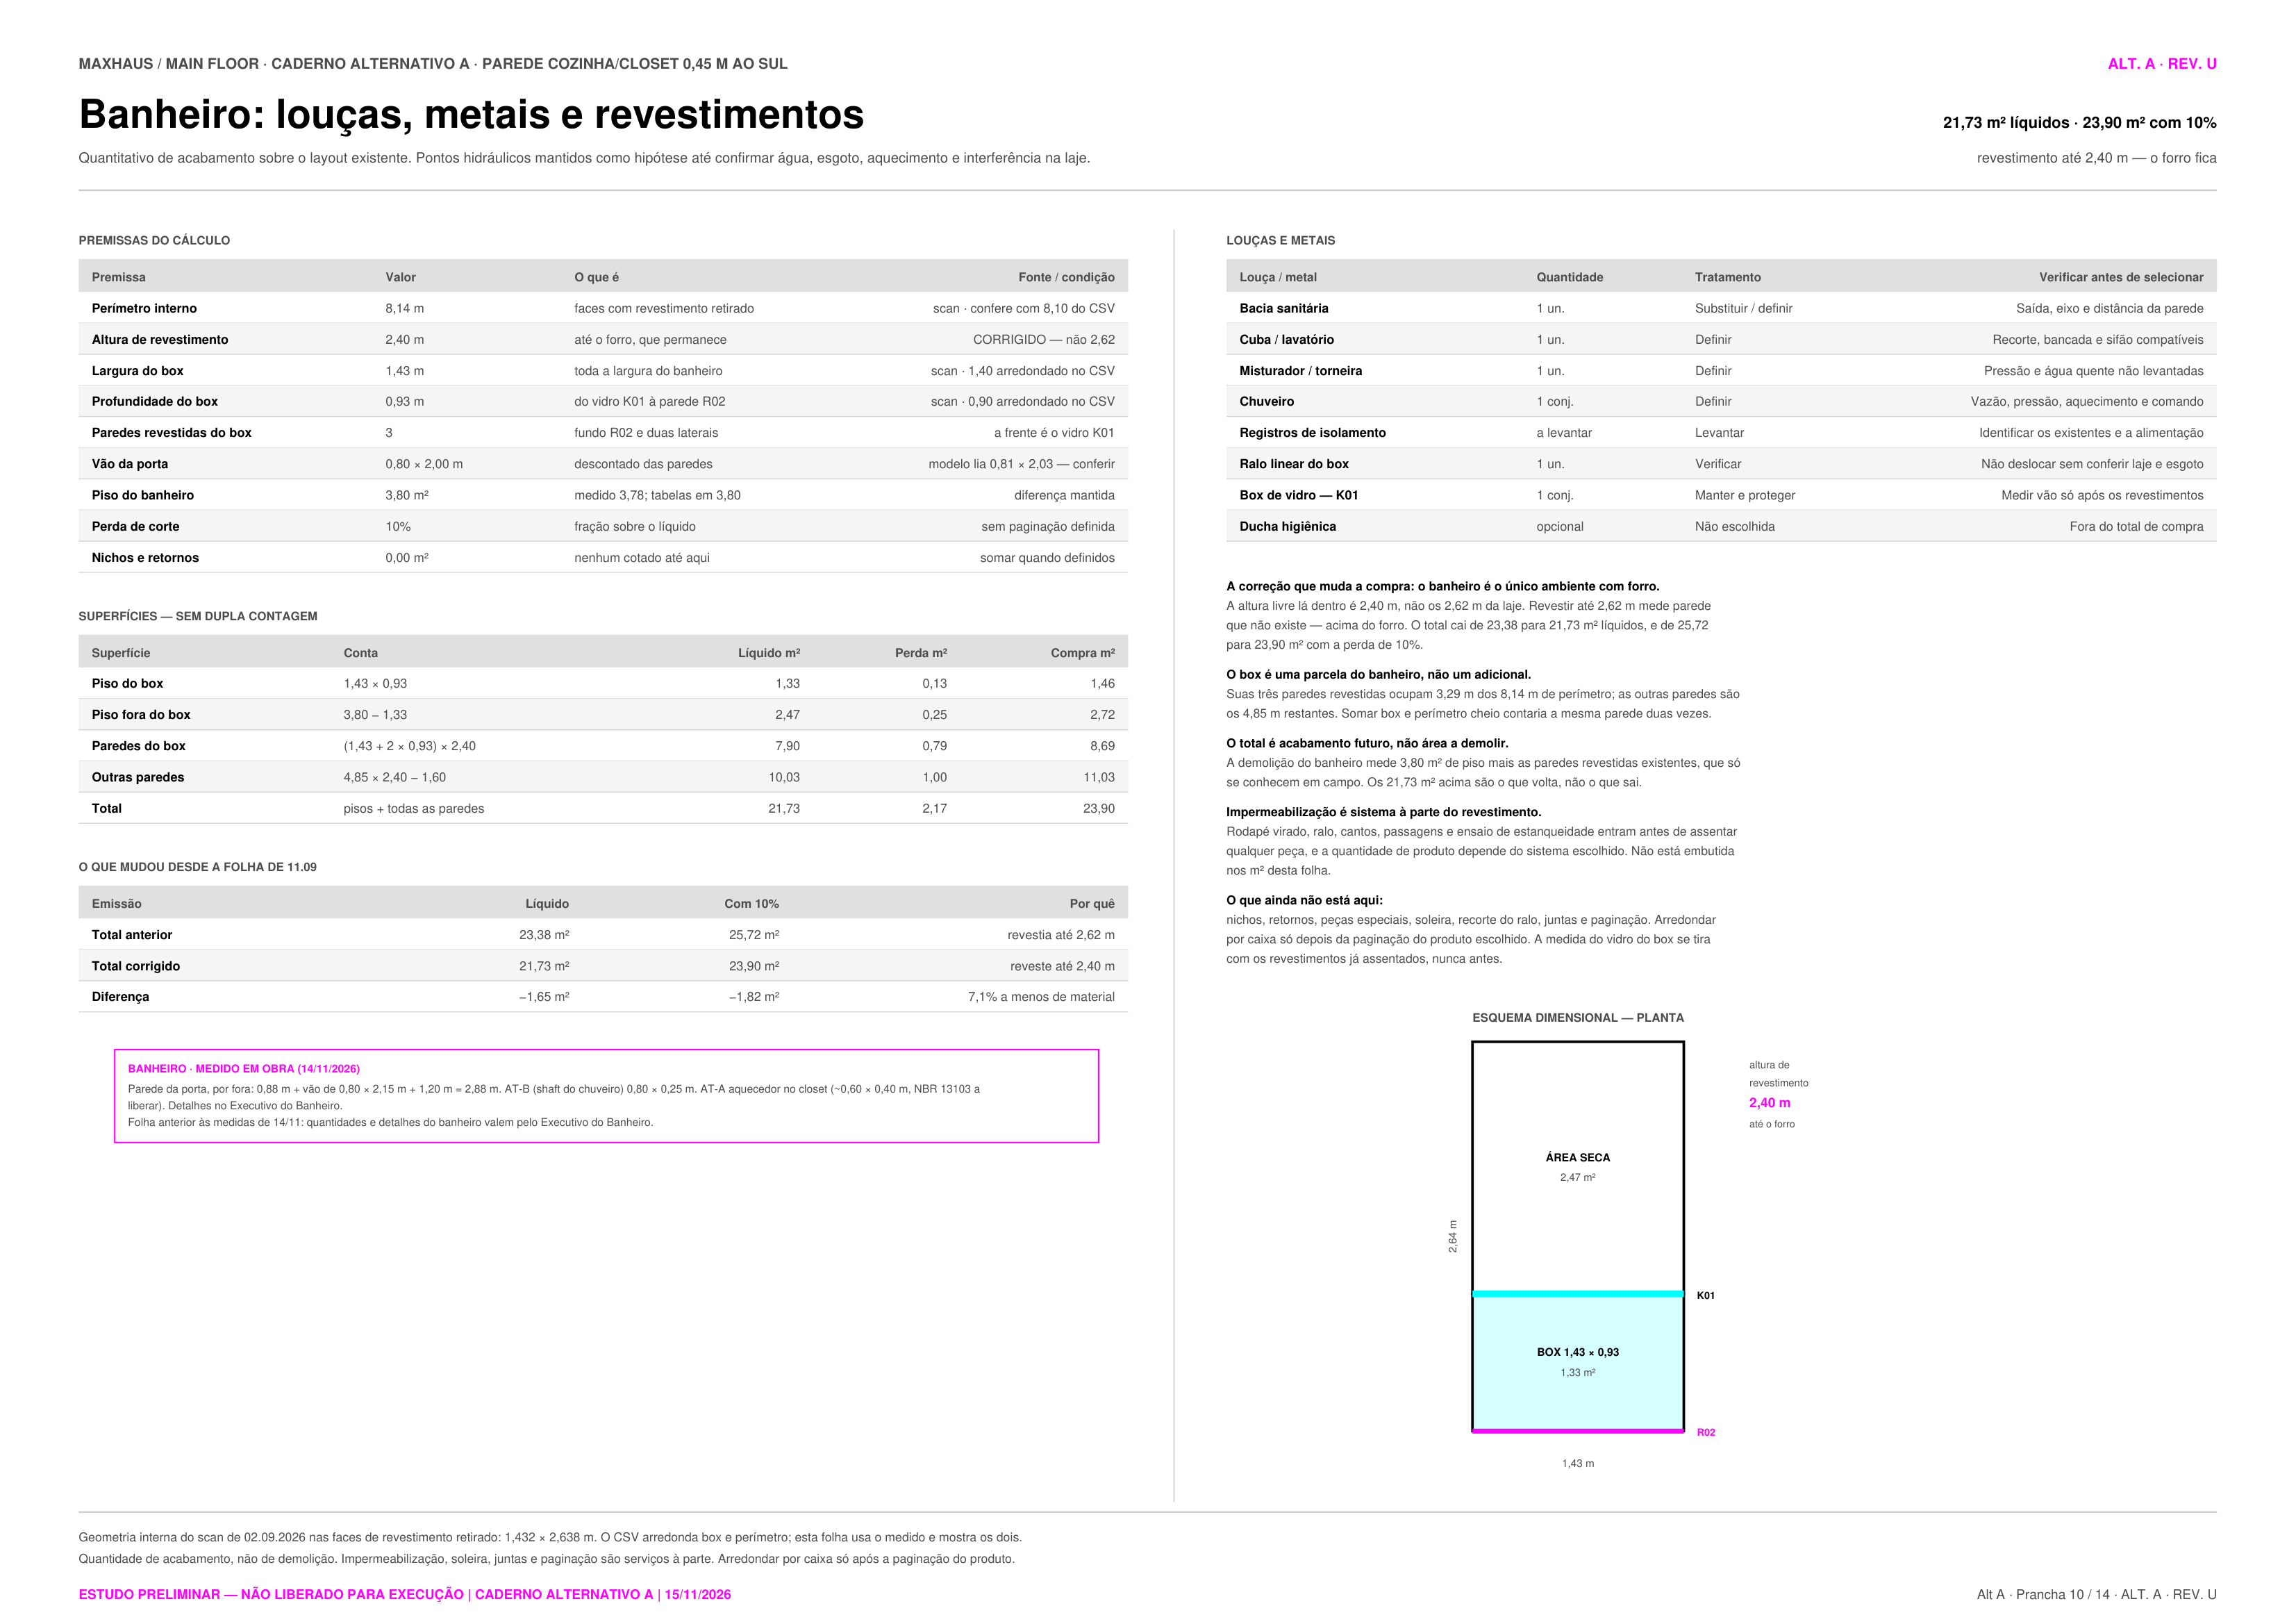 MAXHAUS / MAIN FLOOR · CADERNO ALTERNATIVO A · PAREDE COZINHA/CLOSET 0,45 M AO SUL
ALT. A · REV. U
Banheiro: louças, metais e revestimentos
21,73 m² líquidos · 23,90 m² com 10%
Quantitativo de acabamento sobre o layout existente. Pontos hidráulicos mantidos como hipótese até confirmar água, esgoto, aquecimento e interferência na laje.
revestimento até 2,40 m — o forro fica
PREMISSAS DO CÁLCULO
Premissa Valor O que é Fonte / condição
Perímetro interno 8,14 m faces com revestimento retirado scan · confere com 8,10 do CSV
Altura de revestimento 2,40 m até o forro, que permanece CORRIGIDO — não 2,62
Largura do box 1,43 m toda a largura do banheiro scan · 1,40 arredondado no CSV
Profundidade do box 0,93 m do vidro K01 à parede R02 scan · 0,90 arredondado no CSV
Paredes revestidas do box 3 fundo R02 e duas laterais a frente é o vidro K01
Vão da porta 0,80 × 2,00 m descontado das paredes modelo lia 0,81 × 2,03 — conferir
Piso do banheiro 3,80 m² medido 3,78; tabelas em 3,80 diferença mantida
Perda de corte 10% fração sobre o líquido sem paginação definida
Nichos e retornos 0,00 m² nenhum cotado até aqui somar quando definidos
SUPERFÍCIES — SEM DUPLA CONTAGEM
Superfície Conta Líquido m² Perda m² Compra m²
Piso do box 1,43 × 0,93 1,33 0,13 1,46
Piso fora do box 3,80 − 1,33 2,47 0,25 2,72
Paredes do box (1,43 + 2 × 0,93) × 2,40 7,90 0,79 8,69
Outras paredes 4,85 × 2,40 − 1,60 10,03 1,00 11,03
Total pisos + todas as paredes 21,73 2,17 23,90
O QUE MUDOU DESDE A FOLHA DE 11.09
Emissão Líquido Com 10% Por quê
Total anterior 23,38 m² 25,72 m² revestia até 2,62 m
Total corrigido 21,73 m² 23,90 m² reveste até 2,40 m
Diferença −1,65 m² −1,82 m² 7,1% a menos de material
BANHEIRO · MEDIDO EM OBRA (14/11/2026)
Parede da porta, por fora: 0,88 m + vão de 0,80 × 2,15 m + 1,20 m = 2,88 m. AT-B (shaft do chuveiro) 0,80 × 0,25 m. AT-A aquecedor no closet (~0,60 × 0,40 m, NBR 13103 a
liberar). Detalhes no Executivo do Banheiro.
Folha anterior às medidas de 14/11: quantidades e detalhes do banheiro valem pelo Executivo do Banheiro.
LOUÇAS E METAIS
Louça / metal Quantidade Tratamento Verificar antes de selecionar
Bacia sanitária 1 un. Substituir / definir Saída, eixo e distância da parede
Cuba / lavatório 1 un. Definir Recorte, bancada e sifão compatíveis
Misturador / torneira 1 un. Definir Pressão e água quente não levantadas
Chuveiro 1 conj. Definir Vazão, pressão, aquecimento e comando
Registros de isolamento a levantar Levantar Identificar os existentes e a alimentação
Ralo linear do box 1 un. Verificar Não deslocar sem conferir laje e esgoto
Box de vidro — K01 1 conj. Manter e proteger Medir vão só após os revestimentos
Ducha higiênica opcional Não escolhida Fora do total de compra
A correção que muda a compra: o banheiro é o único ambiente com forro.
A altura livre lá dentro é 2,40 m, não os 2,62 m da laje. Revestir até 2,62 m mede parede
que não existe — acima do forro. O total cai de 23,38 para 21,73 m² líquidos, e de 25,72
para 23,90 m² com a perda de 10%.
O box é uma parcela do banheiro, não um adicional.
Suas três paredes revestidas ocupam 3,29 m dos 8,14 m de perímetro; as outras paredes são
os 4,85 m restantes. Somar box e perímetro cheio contaria a mesma parede duas vezes.
O total é acabamento futuro, não área a demolir.
A demolição do banheiro mede 3,80 m² de piso mais as paredes revestidas existentes, que só
se conhecem em campo. Os 21,73 m² acima são o que volta, não o que sai.
Impermeabilização é sistema à parte do revestimento.
Rodapé virado, ralo, cantos, passagens e ensaio de estanqueidade entram antes de assentar
qualquer peça, e a quantidade de produto depende do sistema escolhido. Não está embutida
nos m² desta folha.
O que ainda não está aqui:
nichos, retornos, peças especiais, soleira, recorte do ralo, juntas e paginação. Arredondar
por caixa só depois da paginação do produto escolhido. A medida do vidro do box se tira
com os revestimentos já assentados, nunca antes.
ESQUEMA DIMENSIONAL — PLANTA
altura de
revestimento
2,40 m
até o forro
ÁREA SECA
2,47 m²
2,64 m
K01
BOX 1,43 × 0,93
1,33 m²
R02
1,43 m
Geometria interna do scan de 02.09.2026 nas faces de revestimento retirado: 1,432 × 2,638 m. O CSV arredonda box e perímetro; esta folha usa o medido e mostra os dois.
Quantidade de acabamento, não de demolição. Impermeabilização, soleira, juntas e paginação são serviços à parte. Arredondar por caixa só após a paginação do produto.
ESTUDO PRELIMINAR — NÃO LIBERADO PARA EXECUÇÃO | CADERNO ALTERNATIVO A | 15/11/2026
Alt A · Prancha 10 / 14 · ALT. A · REV. U